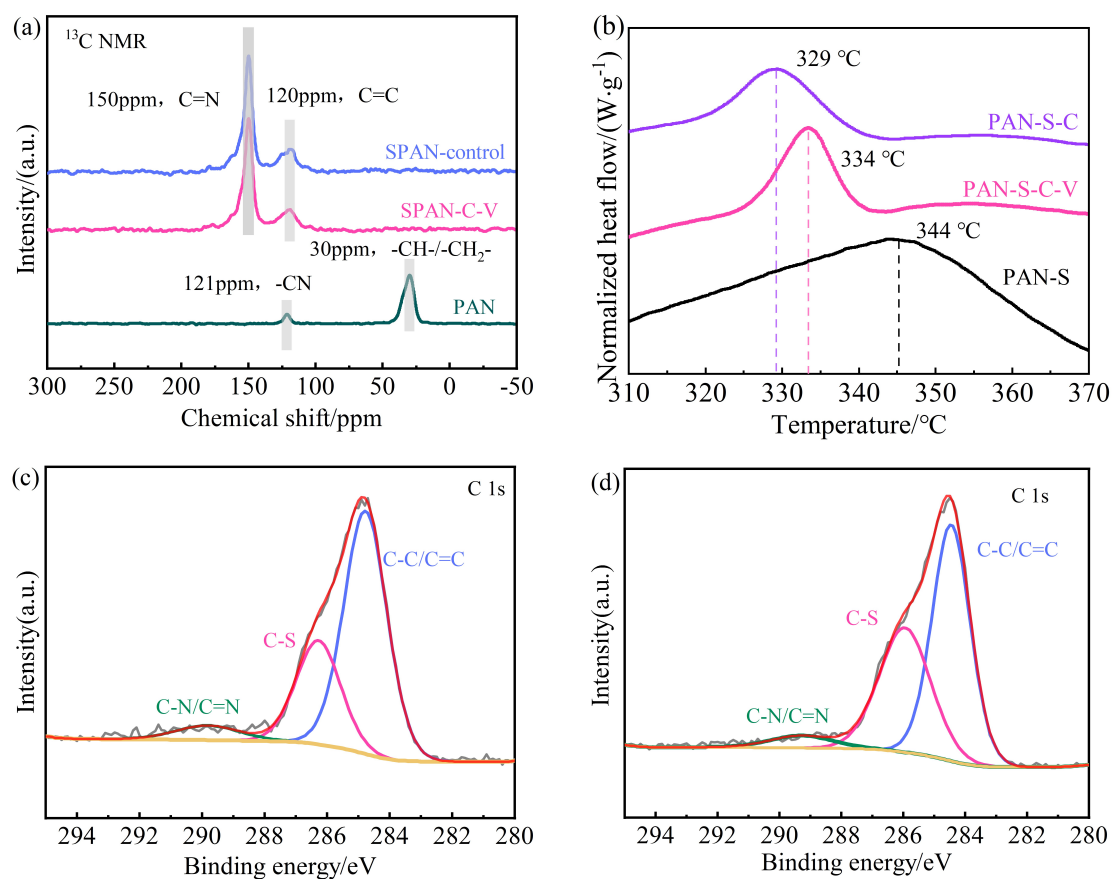 (a)
¹³C NMR
150ppm，C=N
120ppm，C=C
SPAN-control
SPAN-C-V
30ppm，-CH-/-CH₂-
121ppm，-CN
PAN
Intensity/(a.u.)
300 250 200 150 100 50 0 -50
Chemical shift/ppm
(b)
329 ℃
PAN-S-C
334 ℃
PAN-S-C-V
344 ℃
PAN-S
Normalized heat flow/(W·g⁻¹)
310 320 330 340 350 360 370
Temperature/℃
(c)
C 1s
C-C/C=C
C-S
C-N/C=N
Intensity(a.u.)
294 292 290 288 286 284 282 280
Binding energy/eV
(d)
C 1s
C-C/C=C
C-S
C-N/C=N
Intensity(a.u.)
294 292 290 288 286 284 282 280
Binding energy/eV